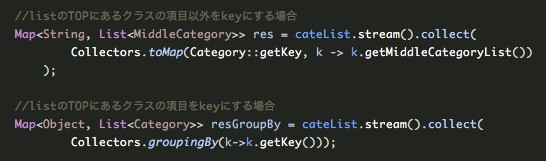 //listのTOPにあるクラスの項目以外をkeyにする場合
Map<String, List<MiddleCategory>> res = cateList.stream().collect(
Collectors.toMap(Category::getKey, k -> k.getMiddleCategoryList())
);
//listのTOPにあるクラスの項目をkeyにする場合
Map<Object, List<Category>> resGroupBy = cateList.stream().collect(
Collectors.groupingBy(k->k.getKey()));